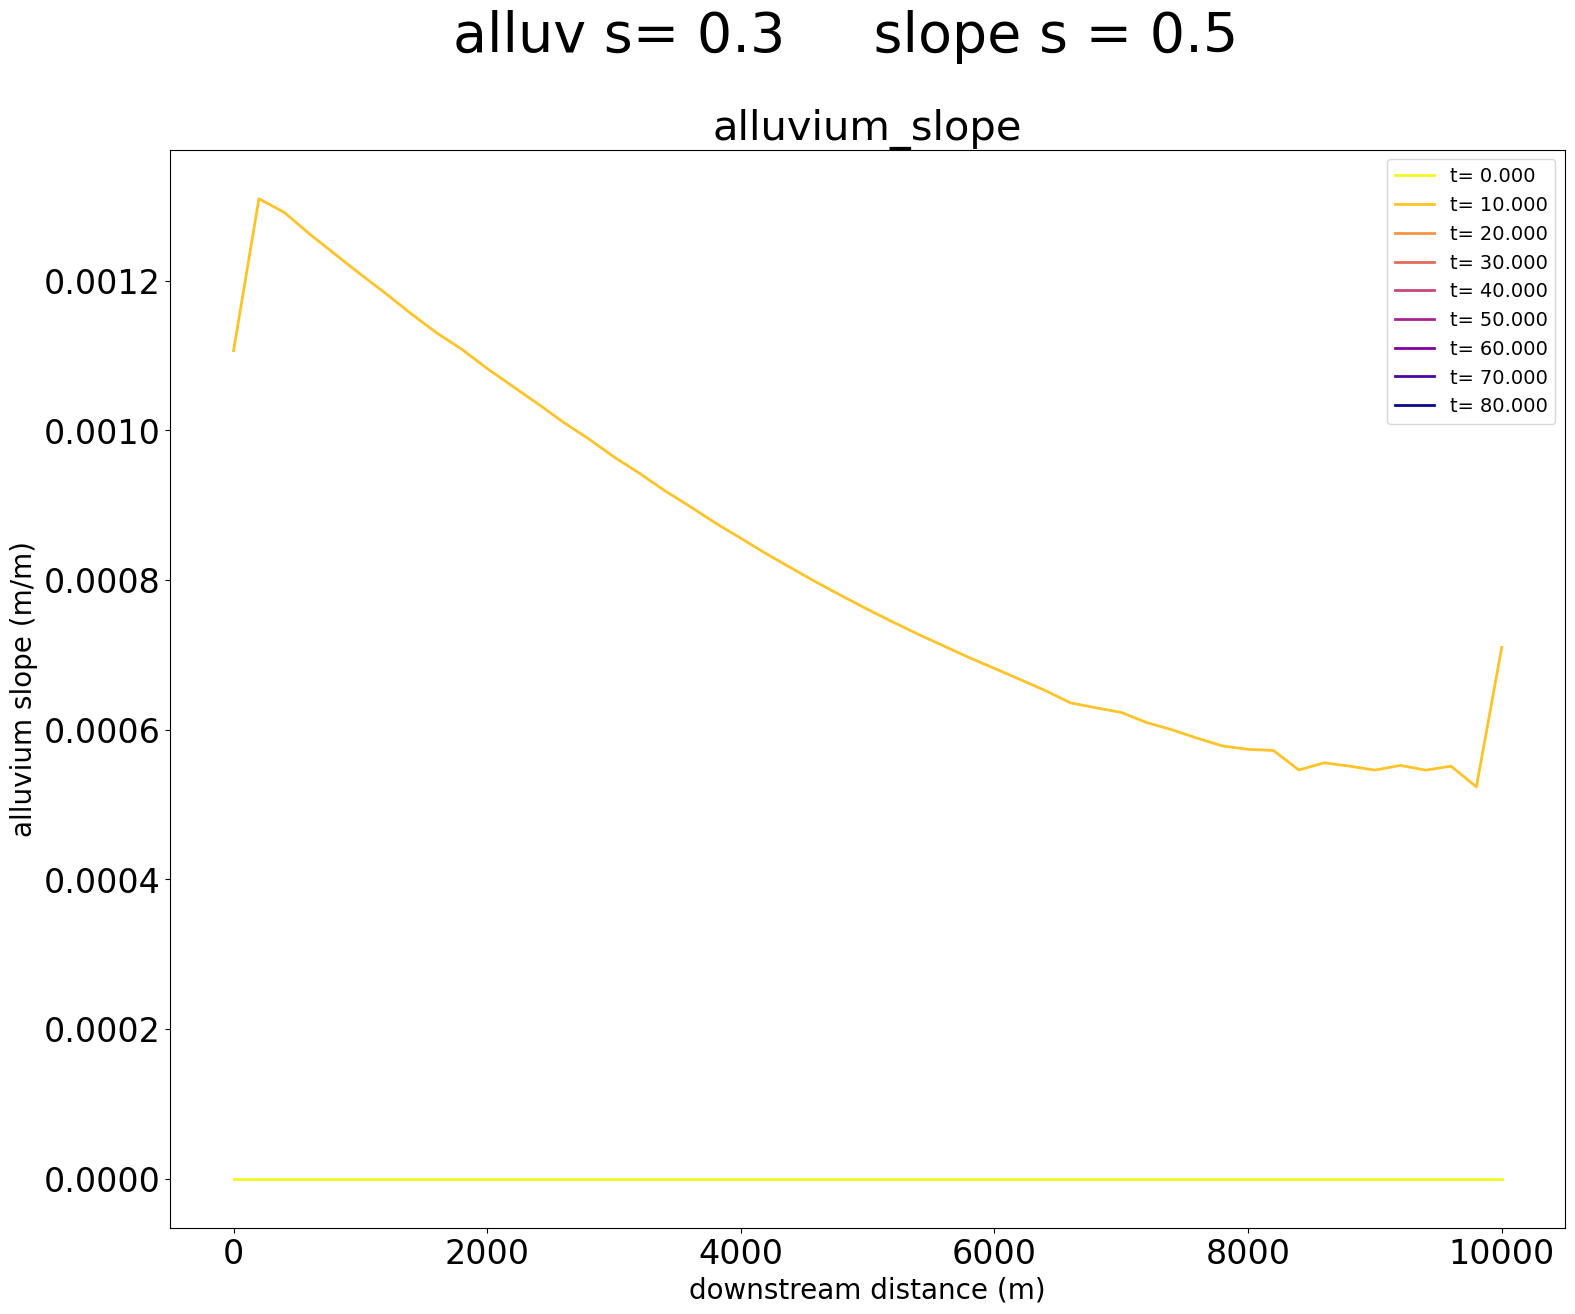 alluv s= 0.3     slope s = 0.5
alluvium_slope
t= 0.000
t= 10.000
t= 20.000
t= 30.000
t= 40.000
t= 50.000
t= 60.000
t= 70.000
t= 80.000
alluvium slope (m/m)
0.0012
0.0010
0.0008
0.0006
0.0004
0.0002
0.0000
0 2000 4000 6000 8000 10000
downstream distance (m)